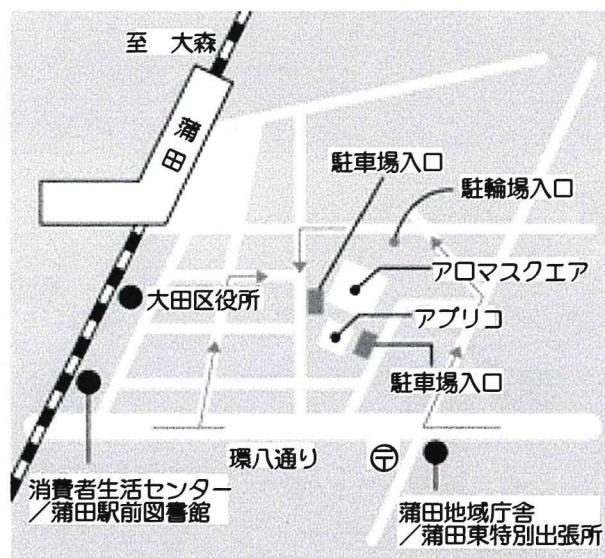 至 大森
蒲田
駐車場入口
駐輪場入口
アロマスクエア
大田区役所
アプリコ
駐車場入口
環八通り
〒
消費者生活センター
／蒲田駅前図書館
蒲田地域庁舎
／蒲田東特別出張所